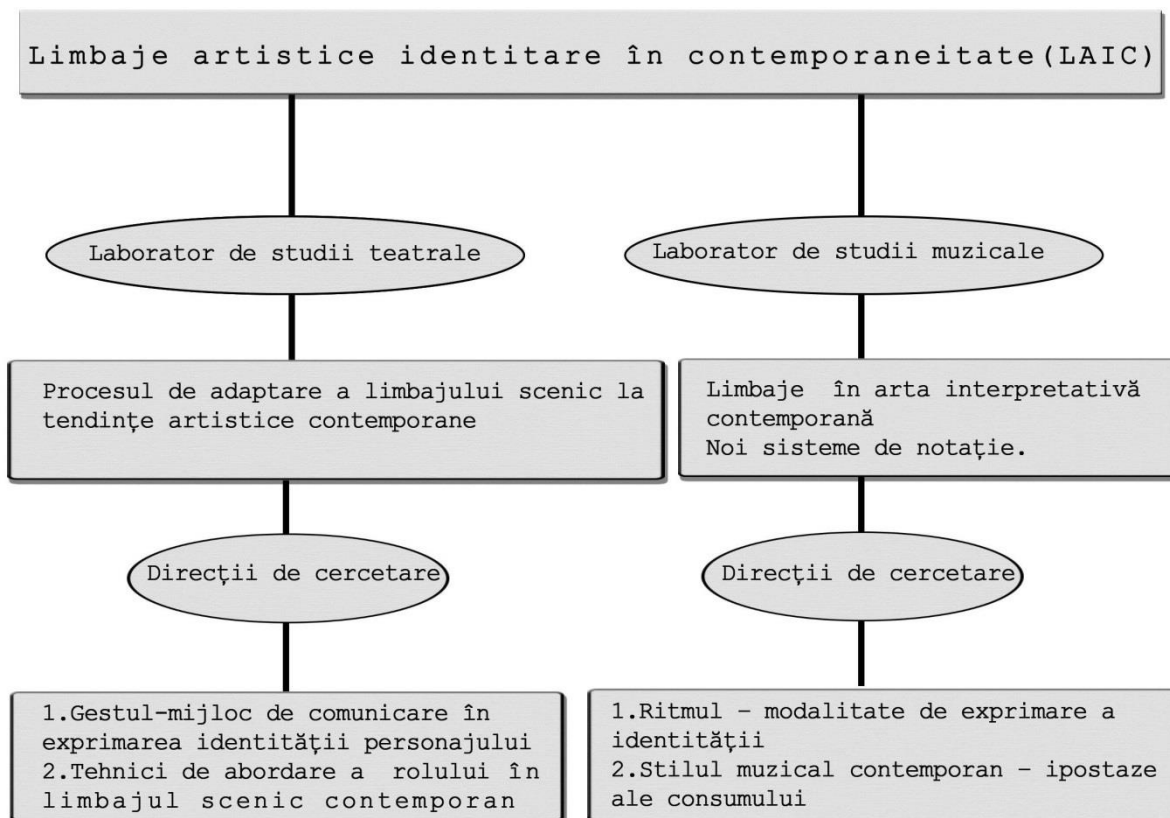 Limbaje artistice identitare în contemporaneitate(LAIC)
Laborator de studii teatrale
Laborator de studii muzicale
Procesul de adaptare a limbajului scenic la
tendințe artistice contemporane
Limbaje în arta interpretativă
contemporană
Noi sisteme de notație.
Direcții de cercetare
Direcții de cercetare
1.Gestul-mijloc de comunicare în
exprimarea identității personajului
2.Tehnici de abordare a rolului în
limbajul scenic contemporan
1.Ritmul – modalitate de exprimare a
identității
2.Stilul muzical contemporan – ipostaze
ale consumului